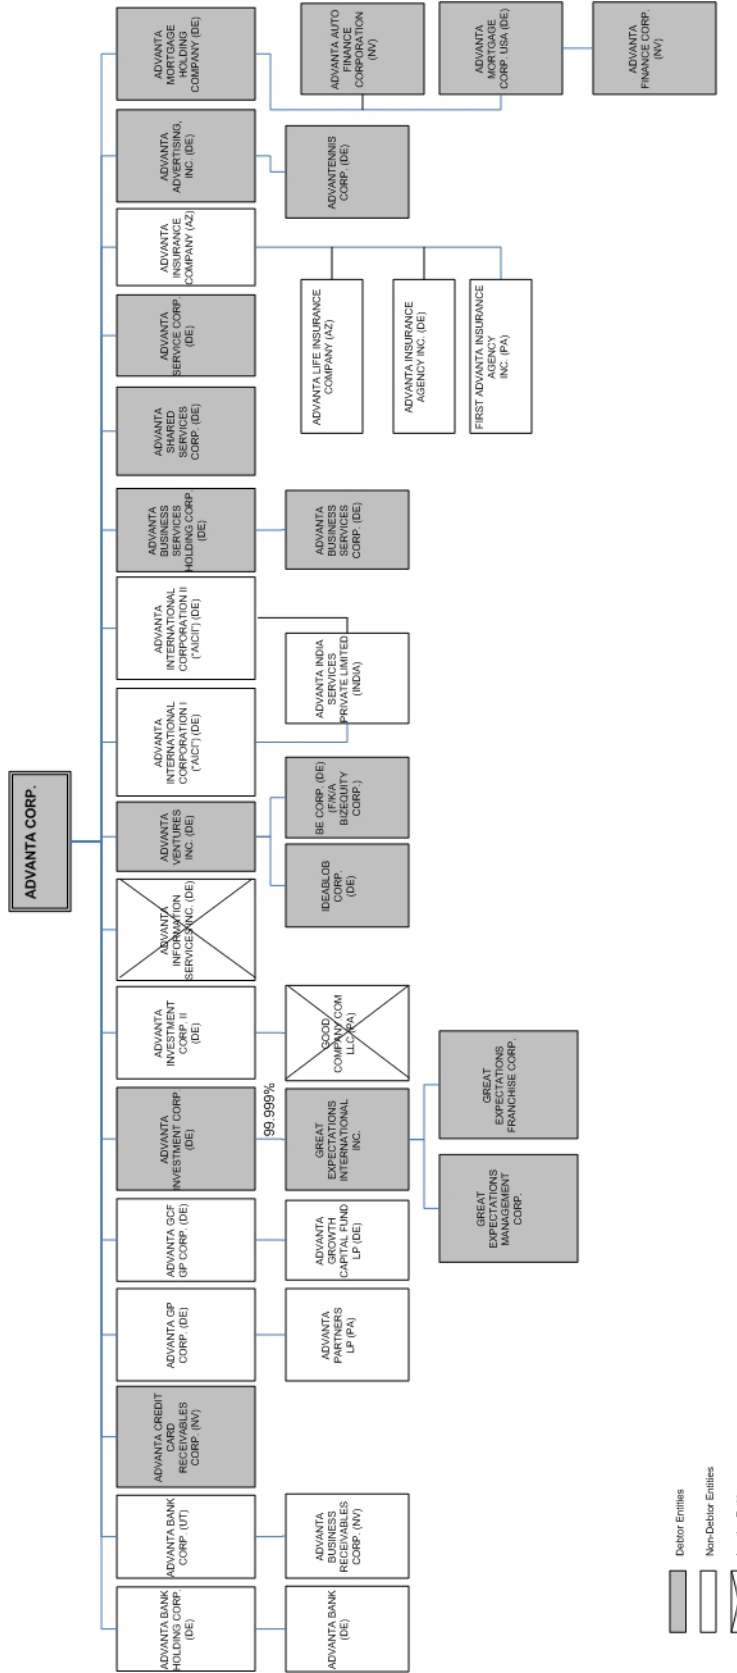 ADVANTA CORP.
ADVANTA BANK
HOLDING CORP.
(DE)
ADVANTA BANK
CORP. (UT)
ADVANTA CREDIT
CARD
RECEIVABLES
CORP. (NV)
ADVANTA GP
CORP. (DE)
ADVANTA GCF
GP CORP. (DE)
ADVANTA
INVESTMENT CORP.
(DE)
ADVANTA
INVESTMENT
CORP. II
(DE)
ADVANTA
INFORMATION
SERVICES INC. (DE)
ADVANTA
VENTURES
INC. (DE)
ADVANTA
INTERNATIONAL
CORPORATION I
("AICI") (DE)
ADVANTA
INTERNATIONAL
CORPORATION II
("AICII") (DE)
ADVANTA
BUSINESS
SERVICES
HOLDING CORP.
(DE)
ADVANTA
SHARED
SERVICES
CORP. (DE)
ADVANTA
SERVICE CORP.
(DE)
ADVANTA
INSURANCE
COMPANY (AZ)
ADVANTA
ADVERTISING,
INC. (DE)
ADVANTA
MORTGAGE
HOLDING
COMPANY (DE)
99.999%
ADVANTA BANK
(DE)
ADVANTA
BUSINESS
RECEIVABLES
CORP. (NV)
ADVANTA
PARTNERS
LP (PA)
ADVANTA
GROWTH
CAPITAL FUND
LP (DE)
GREAT
EXPECTATIONS
INTERNATIONAL
INC.
GOOD
COMPANY.COM
LLC (PA)
IDEABLOB
CORP.
(DE)
BE CORP. (DE)
(F/K/A
BIZEQUITY
CORP.)
ADVANTA INDIA
SERVICES
PRIVATE LIMITED
(INDIA)
ADVANTA
BUSINESS
SERVICES
CORP. (DE)
ADVANTA LIFE INSURANCE
COMPANY (AZ)
ADVANTA INSURANCE
AGENCY INC. (DE)
FIRST ADVANTA INSURANCE
AGENCY
INC. (PA)
ADVANTENNIS
CORP. (DE)
ADVANTA AUTO
FINANCE
CORPORATION
(NV)
ADVANTA
MORTGAGE
CORP. USA (DE)
ADVANTA
FINANCE CORP.
(NV)
GREAT
EXPECTATIONS
MANAGEMENT
CORP.
GREAT
EXPECTATIONS
FRANCHISE CORP.
Debtor Entities
Non-Debtor Entities